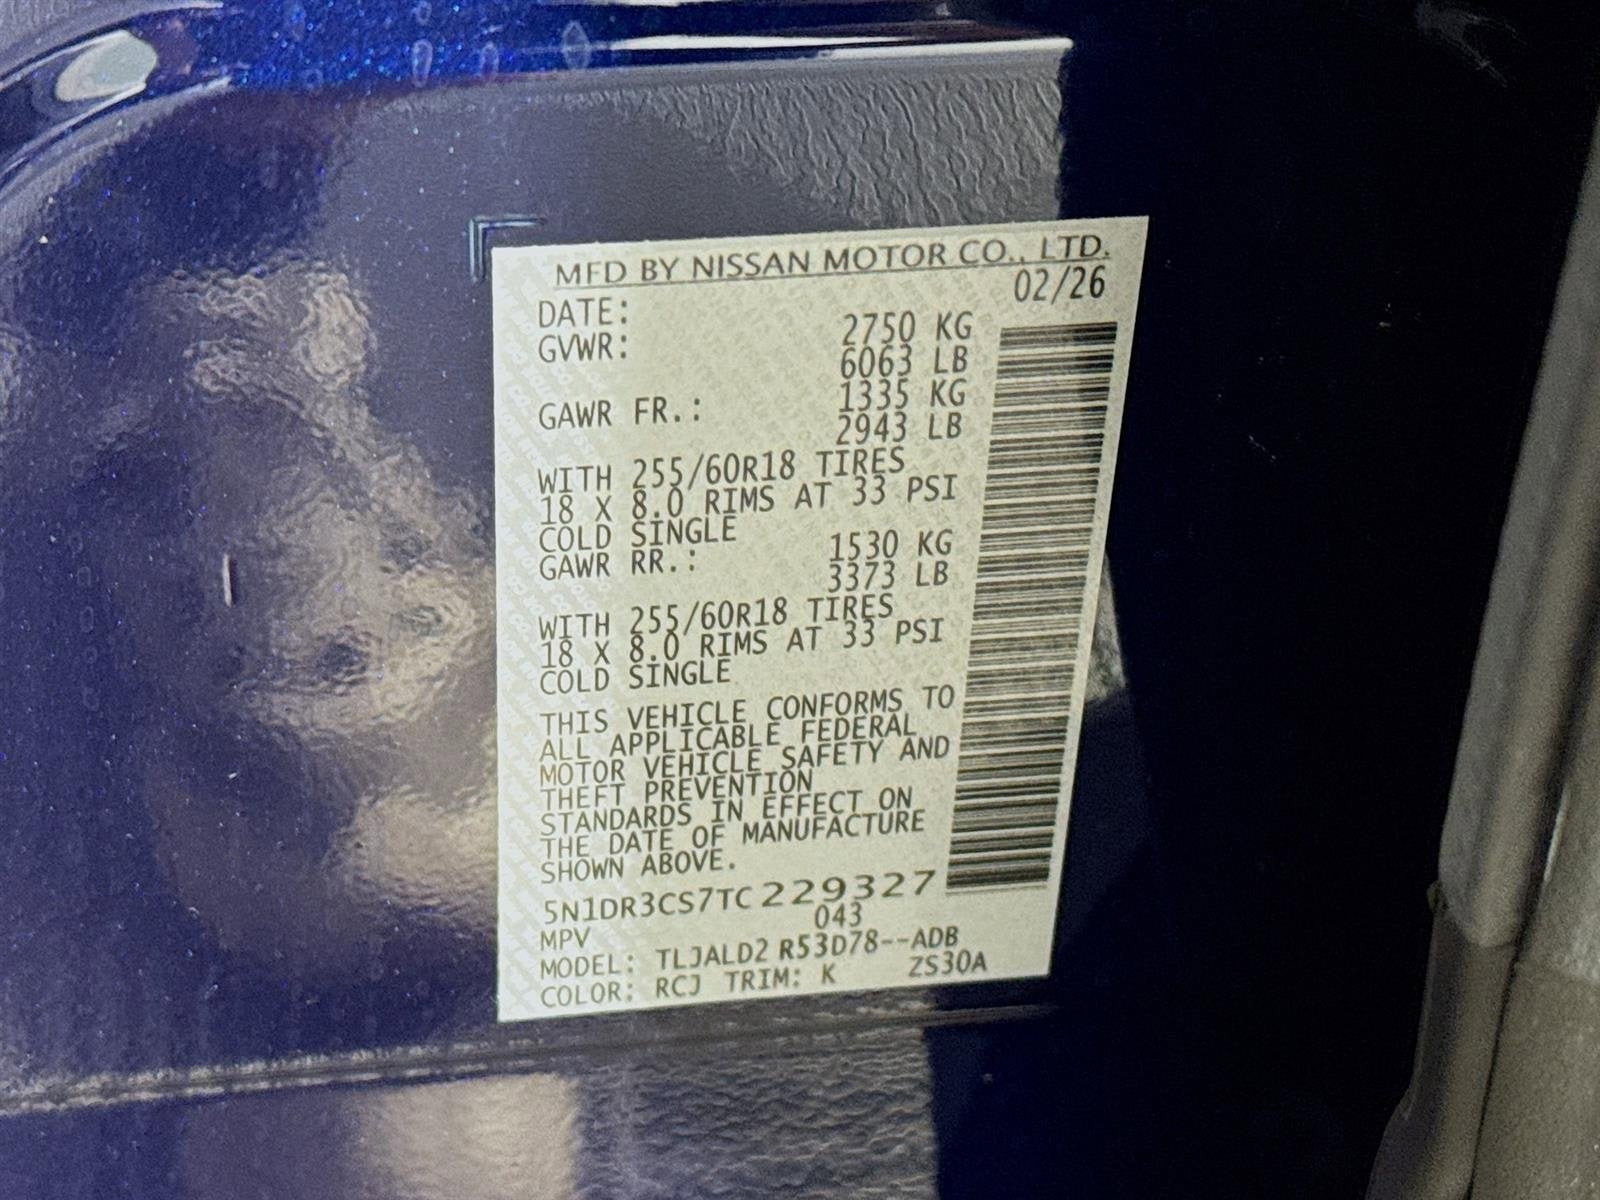 MFD BY NISSAN MOTOR CO., LTD.
DATE: 02/26
GVWR: 2750 KG
6063 LB
GAWR FR.: 1335 KG
2943 LB
WITH 255/60R18 TIRES
18 X 8.0 RIMS AT 33 PSI
COLD SINGLE
GAWR RR.: 1530 KG
3373 LB
WITH 255/60R18 TIRES
18 X 8.0 RIMS AT 33 PSI
COLD SINGLE
THIS VEHICLE CONFORMS TO
ALL APPLICABLE FEDERAL
MOTOR VEHICLE SAFETY AND
THEFT PREVENTION
STANDARDS IN EFFECT ON
THE DATE OF MANUFACTURE
SHOWN ABOVE.
5N1DR3CS7TC229327
MPV 043
MODEL: TLJALD2 R53D78--ADB
COLOR: RCJ TRIM: K ZS30A